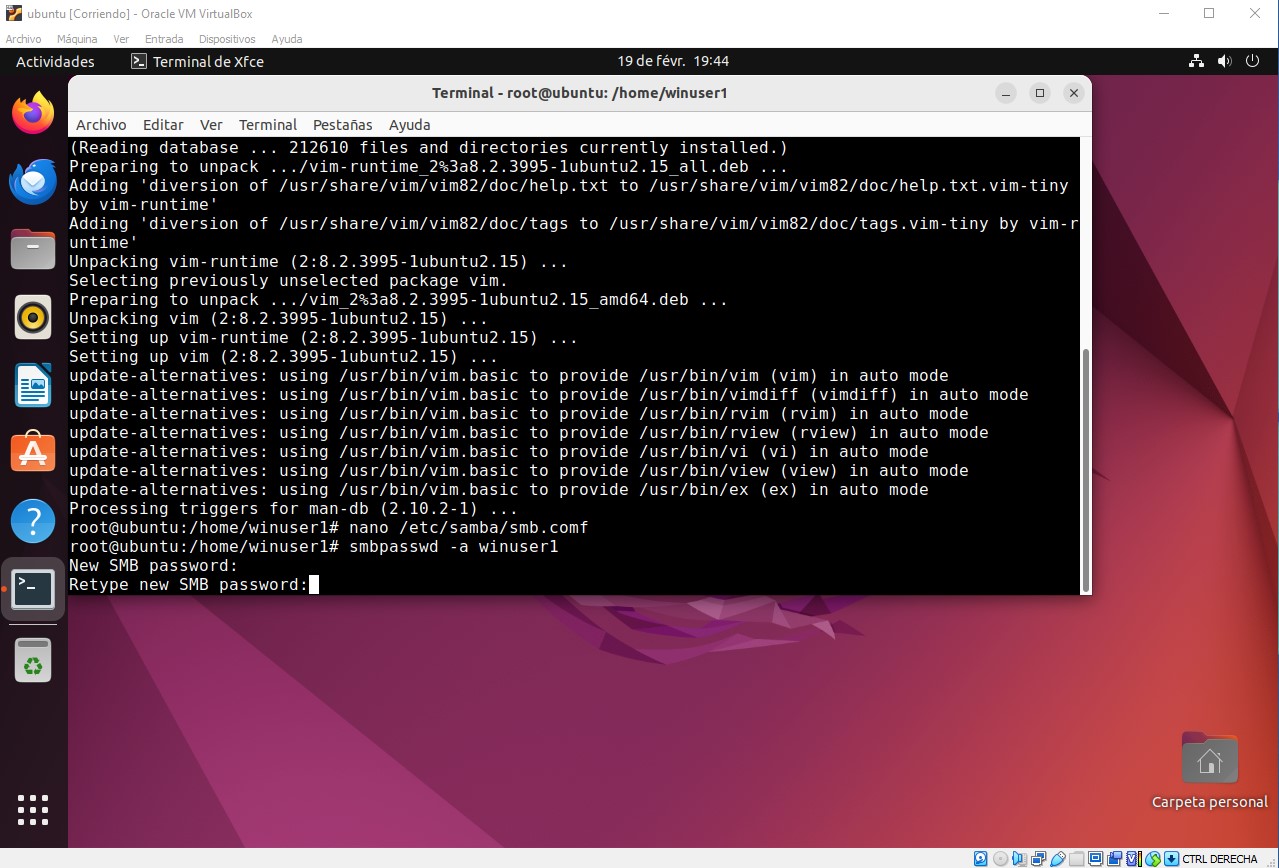 ubuntu [Corriendo] - Oracle VM VirtualBox
Archivo Máquina Ver Entrada Dispositivos Ayuda
Actividades Terminal de Xfce 19 de févr. 19:44
Terminal - root@ubuntu: /home/winuser1
Archivo Editar Ver Terminal Pestañas Ayuda
(Reading database ... 212610 files and directories currently installed.)
Preparing to unpack .../vim-runtime_2%3a8.2.3995-1ubuntu2.15_all.deb ...
Adding 'diversion of /usr/share/vim/vim82/doc/help.txt to /usr/share/vim/vim82/doc/help.txt.vim-tiny
by vim-runtime'
Adding 'diversion of /usr/share/vim/vim82/doc/tags to /usr/share/vim/vim82/doc/tags.vim-tiny by vim-r
untime'
Unpacking vim-runtime (2:8.2.3995-1ubuntu2.15) ...
Selecting previously unselected package vim.
Preparing to unpack .../vim_2%3a8.2.3995-1ubuntu2.15_amd64.deb ...
Unpacking vim (2:8.2.3995-1ubuntu2.15) ...
Setting up vim-runtime (2:8.2.3995-1ubuntu2.15) ...
Setting up vim (2:8.2.3995-1ubuntu2.15) ...
update-alternatives: using /usr/bin/vim.basic to provide /usr/bin/vim (vim) in auto mode
update-alternatives: using /usr/bin/vim.basic to provide /usr/bin/vimdiff (vimdiff) in auto mode
update-alternatives: using /usr/bin/vim.basic to provide /usr/bin/rvim (rvim) in auto mode
update-alternatives: using /usr/bin/vim.basic to provide /usr/bin/rview (rview) in auto mode
update-alternatives: using /usr/bin/vim.basic to provide /usr/bin/vi (vi) in auto mode
update-alternatives: using /usr/bin/vim.basic to provide /usr/bin/view (view) in auto mode
update-alternatives: using /usr/bin/vim.basic to provide /usr/bin/ex (ex) in auto mode
Processing triggers for man-db (2.10.2-1) ...
root@ubuntu:/home/winuser1# nano /etc/samba/smb.comf
root@ubuntu:/home/winuser1# smbpasswd -a winuser1
New SMB password:
Retype new SMB password:
Carpeta personal
CTRL DERECHA